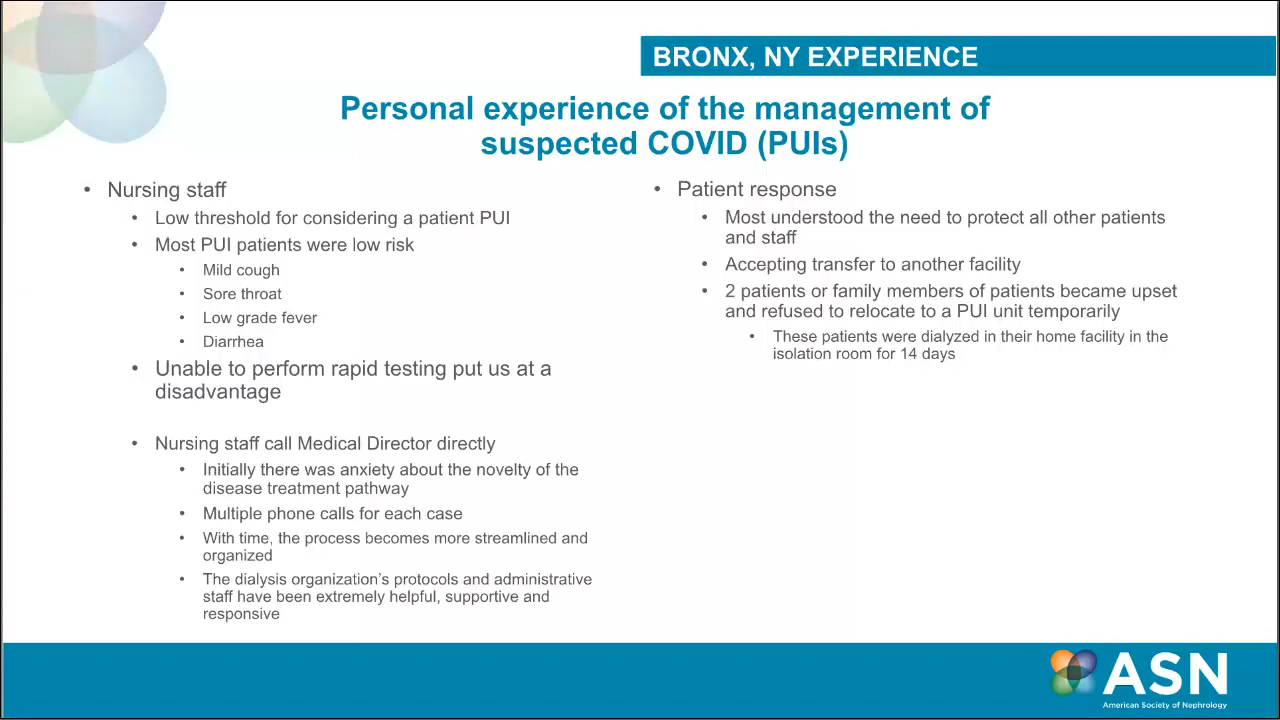 BRONX, NY EXPERIENCE
Personal experience of the management of
suspected COVID (PUIs)
• Nursing staff
• Low threshold for considering a patient PUI
• Most PUI patients were low risk
• Mild cough
• Sore throat
• Low grade fever
• Diarrhea
• Unable to perform rapid testing put us at a
disadvantage
• Nursing staff call Medical Director directly
• Initially there was anxiety about the novelty of the
disease treatment pathway
• Multiple phone calls for each case
• With time, the process becomes more streamlined and
organized
• The dialysis organization's protocols and administrative
staff have been extremely helpful, supportive and
responsive
• Patient response
• Most understood the need to protect all other patients
and staff
• Accepting transfer to another facility
• 2 patients or family members of patients became upset
and refused to relocate to a PUI unit temporarily
• These patients were dialyzed in their home facility in the
isolation room for 14 days
ASN
American Society of Nephrology